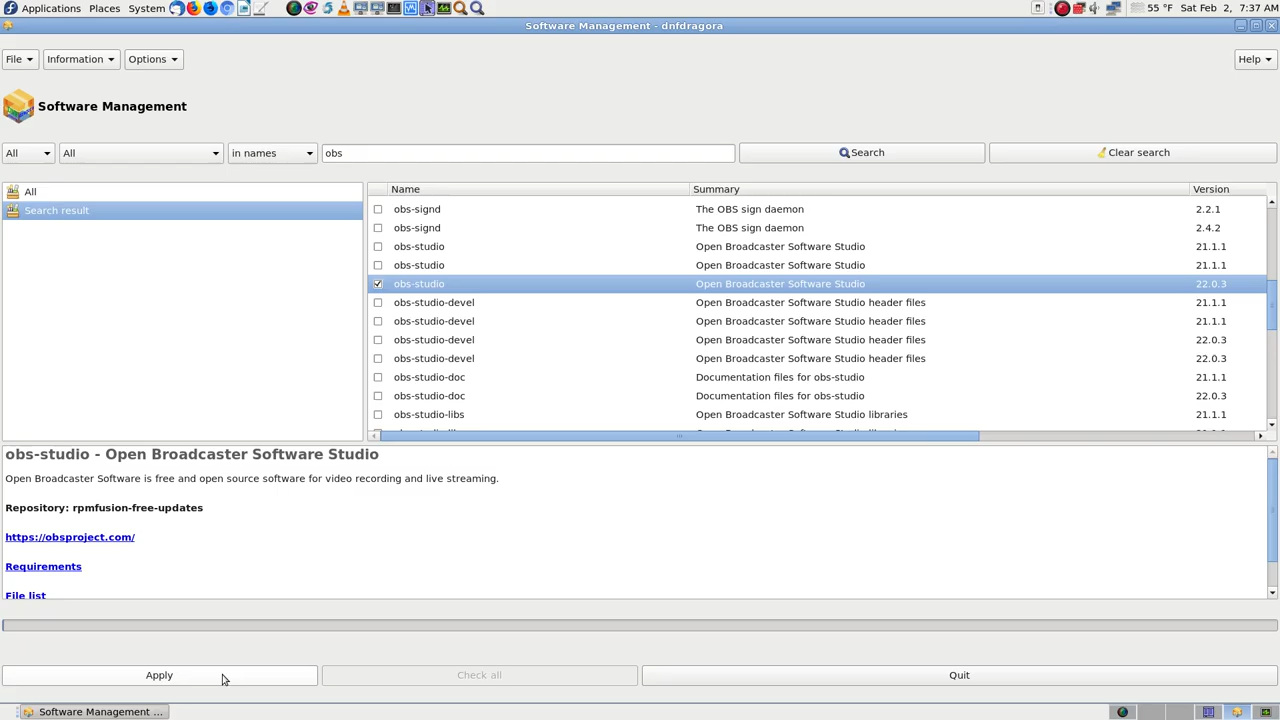 Applications Places System 55 °F Sat Feb 2, 7:37 AM
Software Management - dnfdragora
File Information Options Help
Software Management
All All in names obs Search Clear search
All
Search result
Name Summary Version
obs-signd The OBS sign daemon 2.2.1
obs-signd The OBS sign daemon 2.4.2
obs-studio Open Broadcaster Software Studio 21.1.1
obs-studio Open Broadcaster Software Studio 21.1.1
obs-studio Open Broadcaster Software Studio 22.0.3
obs-studio-devel Open Broadcaster Software Studio header files 21.1.1
obs-studio-devel Open Broadcaster Software Studio header files 21.1.1
obs-studio-devel Open Broadcaster Software Studio header files 22.0.3
obs-studio-devel Open Broadcaster Software Studio header files 22.0.3
obs-studio-doc Documentation files for obs-studio 21.1.1
obs-studio-doc Documentation files for obs-studio 22.0.3
obs-studio-libs Open Broadcaster Software Studio libraries 21.1.1
obs-studio - Open Broadcaster Software Studio
Open Broadcaster Software is free and open source software for video recording and live streaming.
Repository: rpmfusion-free-updates
https://obsproject.com/
Requirements
File list
Apply Check all Quit
Software Management ...